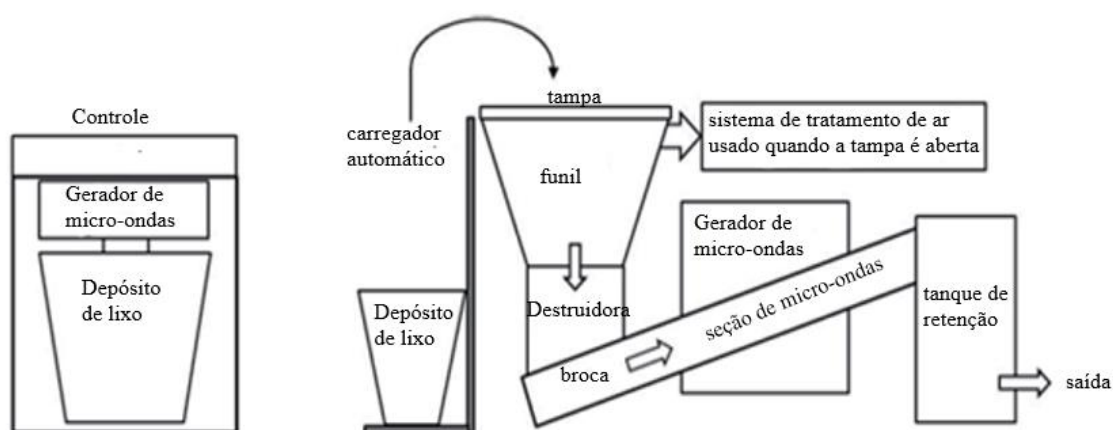 Controle
Gerador de
micro-ondas
Depósito
de lixo
carregador
automático
tampa
funil
sistema de tratamento de ar
usado quando a tampa é aberta
Gerador de
micro-ondas
Depósito
de lixo
Destruidora
broca
seção de micro-ondas
tanque de
retenção
saída